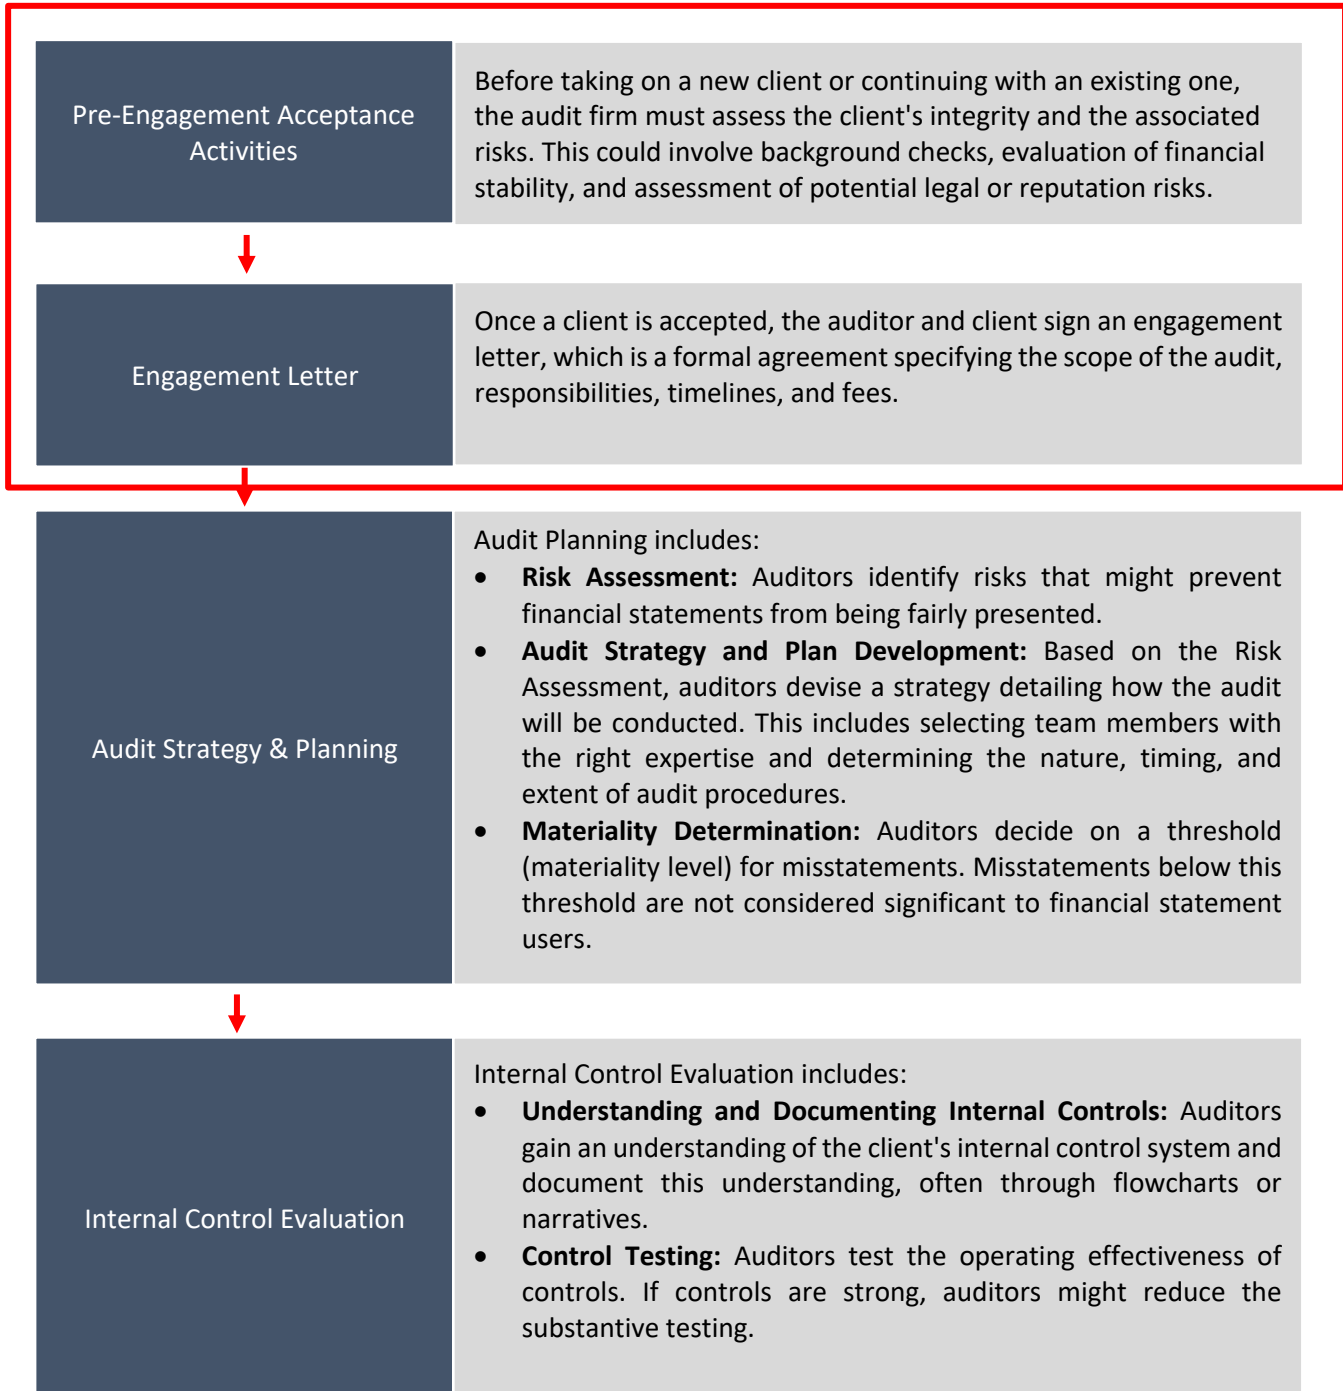 Pre-Engagement Acceptance
Activities
Before taking on a new client or continuing with an existing one,
the audit firm must assess the client's integrity and the associated
risks. This could involve background checks, evaluation of financial
stability, and assessment of potential legal or reputation risks.
Engagement Letter
Once a client is accepted, the auditor and client sign an engagement
letter, which is a formal agreement specifying the scope of the audit,
responsibilities, timelines, and fees.
Audit Strategy & Planning
Audit Planning includes:
• Risk Assessment: Auditors identify risks that might prevent
financial statements from being fairly presented.
• Audit Strategy and Plan Development: Based on the Risk
Assessment, auditors devise a strategy detailing how the audit
will be conducted. This includes selecting team members with
the right expertise and determining the nature, timing, and
extent of audit procedures.
• Materiality Determination: Auditors decide on a threshold
(materiality level) for misstatements. Misstatements below this
threshold are not considered significant to financial statement
users.
Internal Control Evaluation
Internal Control Evaluation includes:
• Understanding and Documenting Internal Controls: Auditors
gain an understanding of the client's internal control system and
document this understanding, often through flowcharts or
narratives.
• Control Testing: Auditors test the operating effectiveness of
controls. If controls are strong, auditors might reduce the
substantive testing.